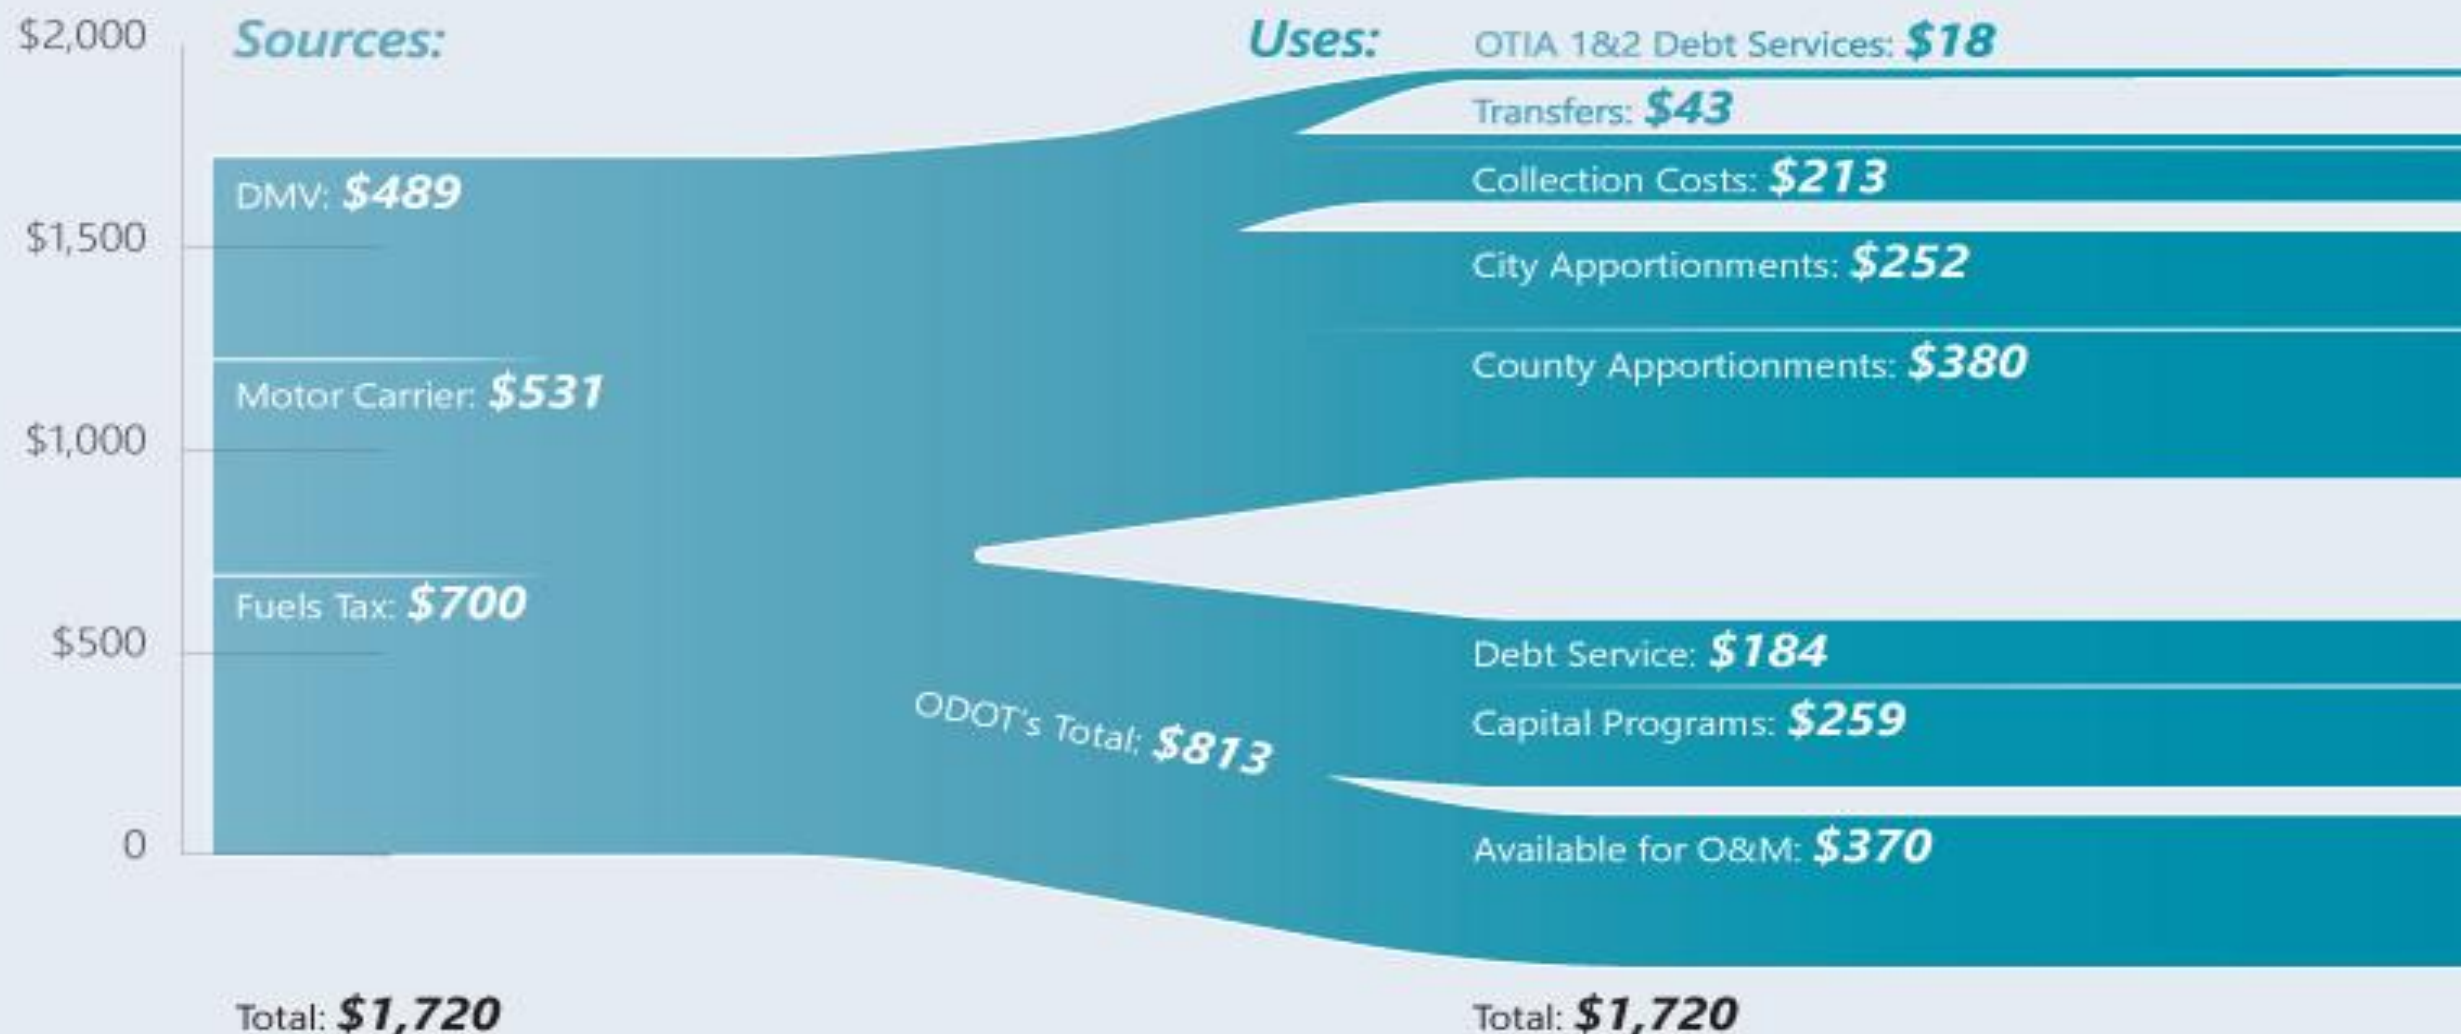 Sources:
$2,000
$1,500
$1,000
$500
0
DMV: $489
Motor Carrier: $531
Fuels Tax: $700
Total: $1,720
ODOT's Total: $813
Uses:
OTIA 1&2 Debt Services: $18
Transfers: $43
Collection Costs: $213
City Apportionments: $252
County Apportionments: $380
Debt Service: $184
Capital Programs: $259
Available for O&M: $370
Total: $1,720